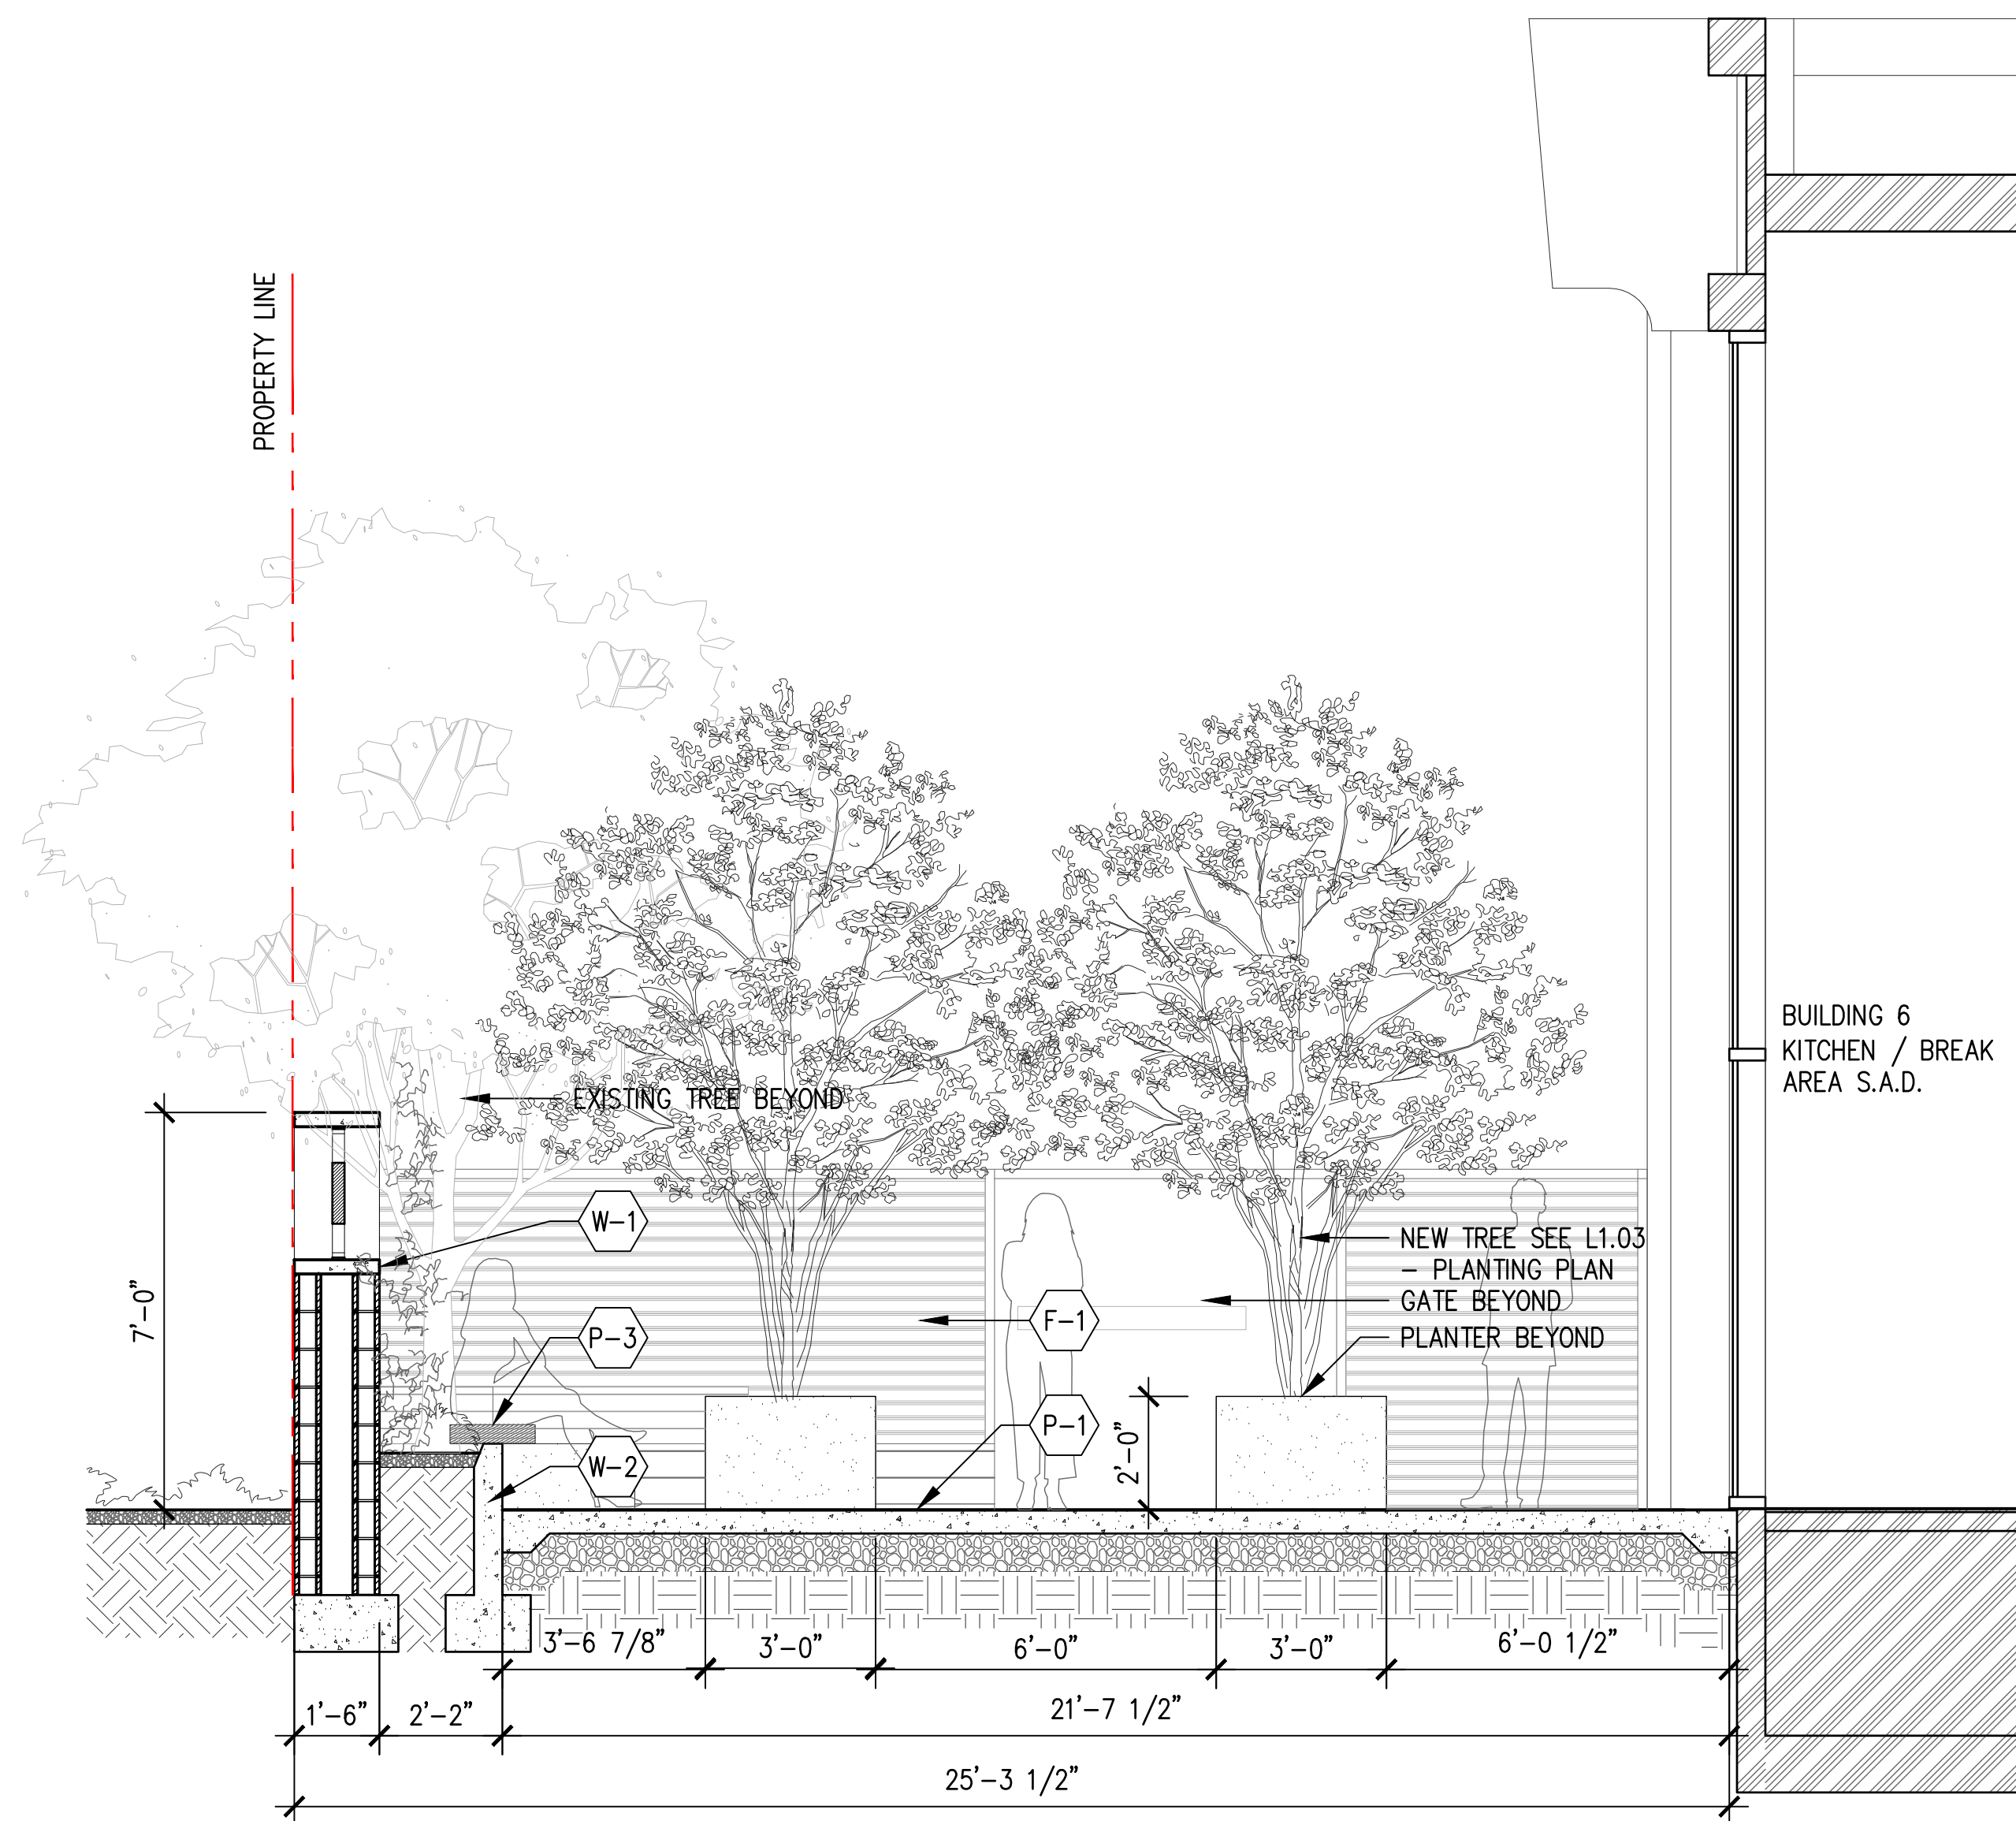 PROPERTY LINE
BUILDING 6
KITCHEN / BREAK
AREA S.A.D.
EXISTING TREE BEYOND
W-1
7'-0"
NEW TREE SEE L1.03
- PLANTING PLAN
GATE BEYOND
PLANTER BEYOND
F-1
P-3
P-1
2'-0"
W-2
3'-6 7/8"
3'-0"
6'-0"
3'-0"
6'-0 1/2"
1'-6"
2'-2"
21'-7 1/2"
25'-3 1/2"